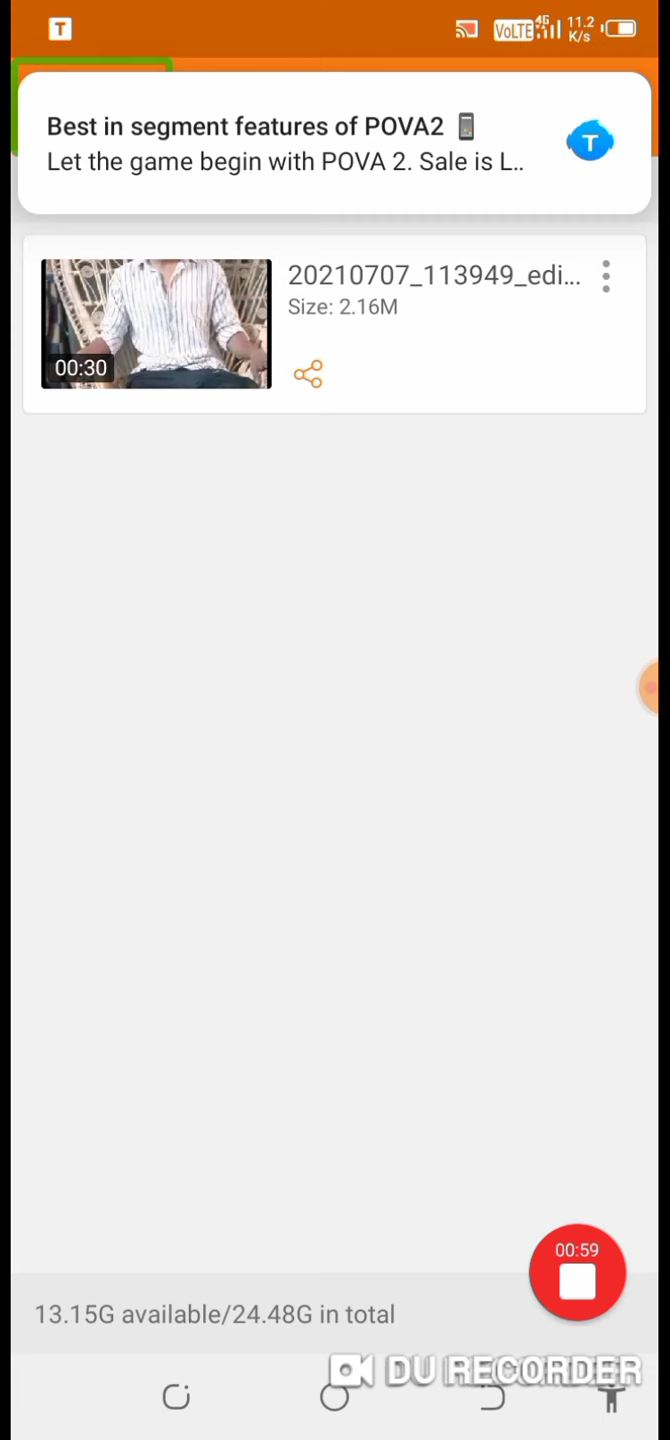 T
VoLTE 4G 11.2 K/s
Best in segment features of POVA2
T
Let the game begin with POVA 2. Sale is L..
20210707_113949_edi...
Size: 2.16M
00:30
00:59
13.15G available/24.48G in total
DU RECORDER